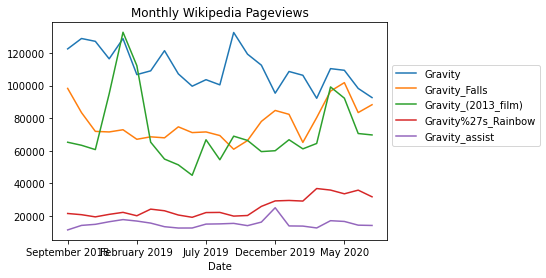 Monthly Wikipedia Pageviews
120000
100000
80000
60000
40000
20000
September 2018 February 2019 July 2019 December 2019 May 2020
Date
Gravity
Gravity_Falls
Gravity_(2013_film)
Gravity%27s_Rainbow
Gravity_assist